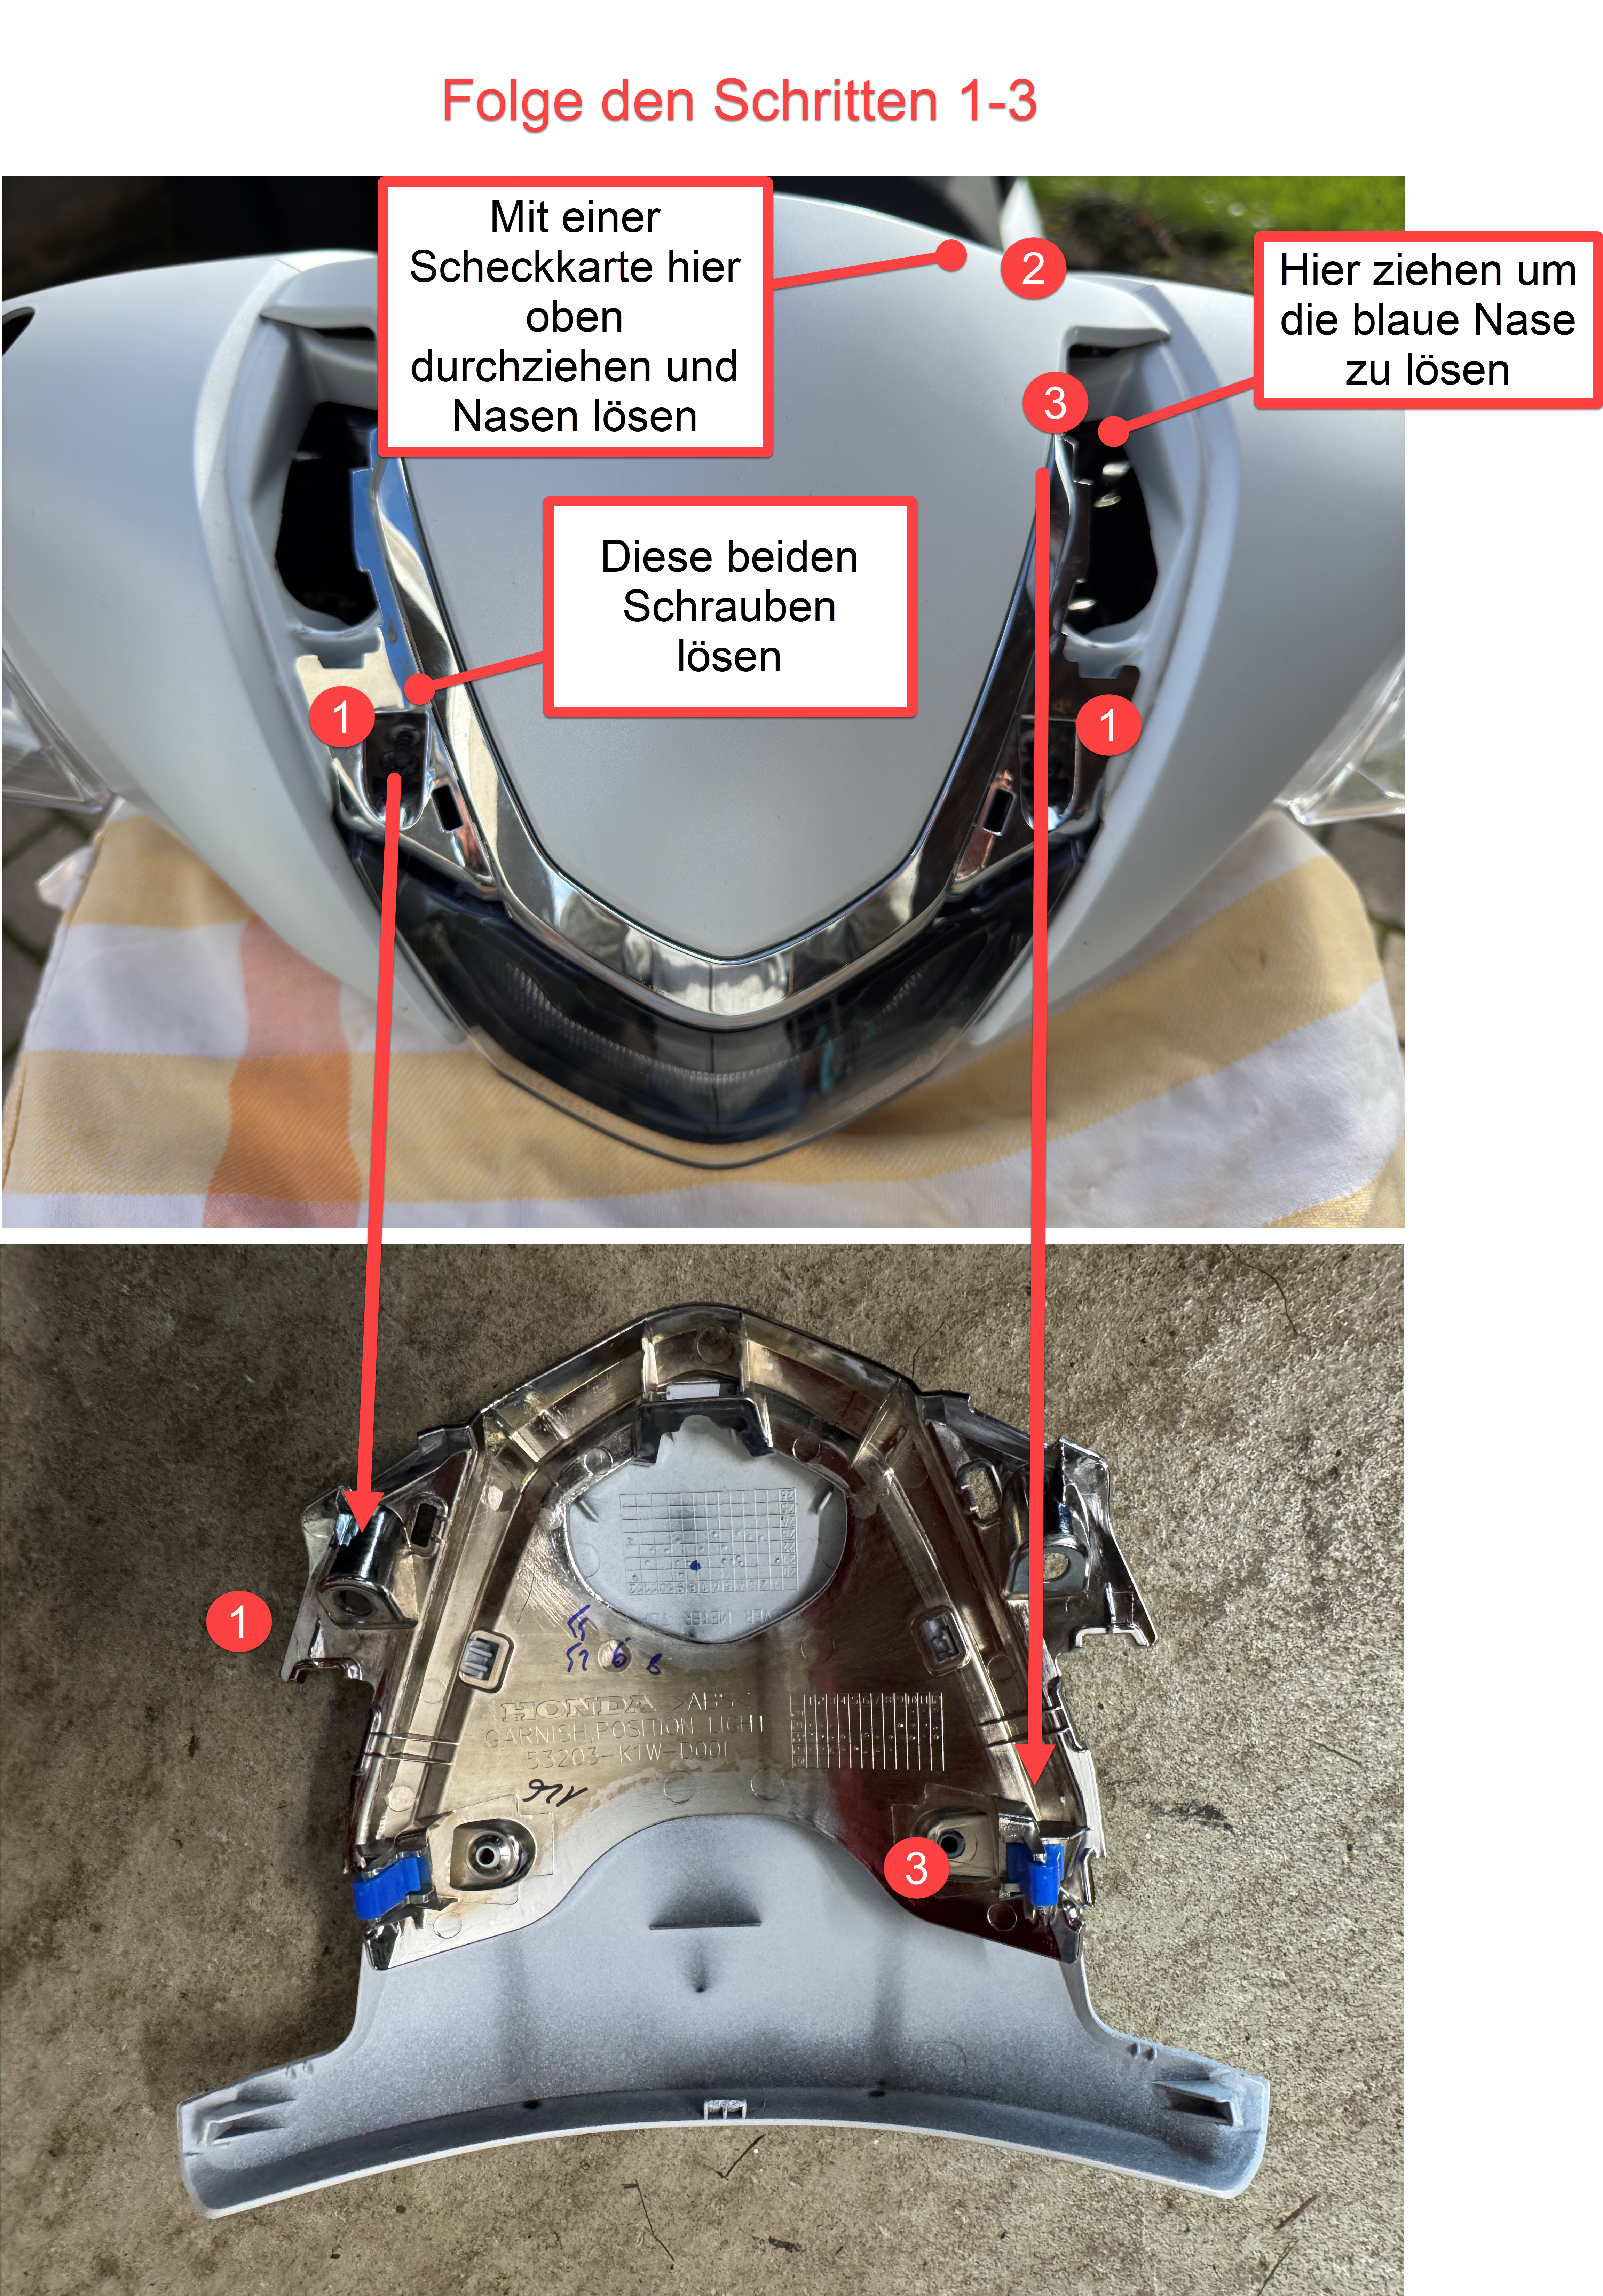 Folge den Schritten 1-3
Mit einer
Scheckkarte hier
oben
durchziehen und
Nasen lösen
2
Hier ziehen um
die blaue Nase
zu lösen
3
Diese beiden
Schrauben
lösen
1
1
1
HONDA >ABS<
GARNISH,POSITION LIGHT
53203-K1W-D001
3